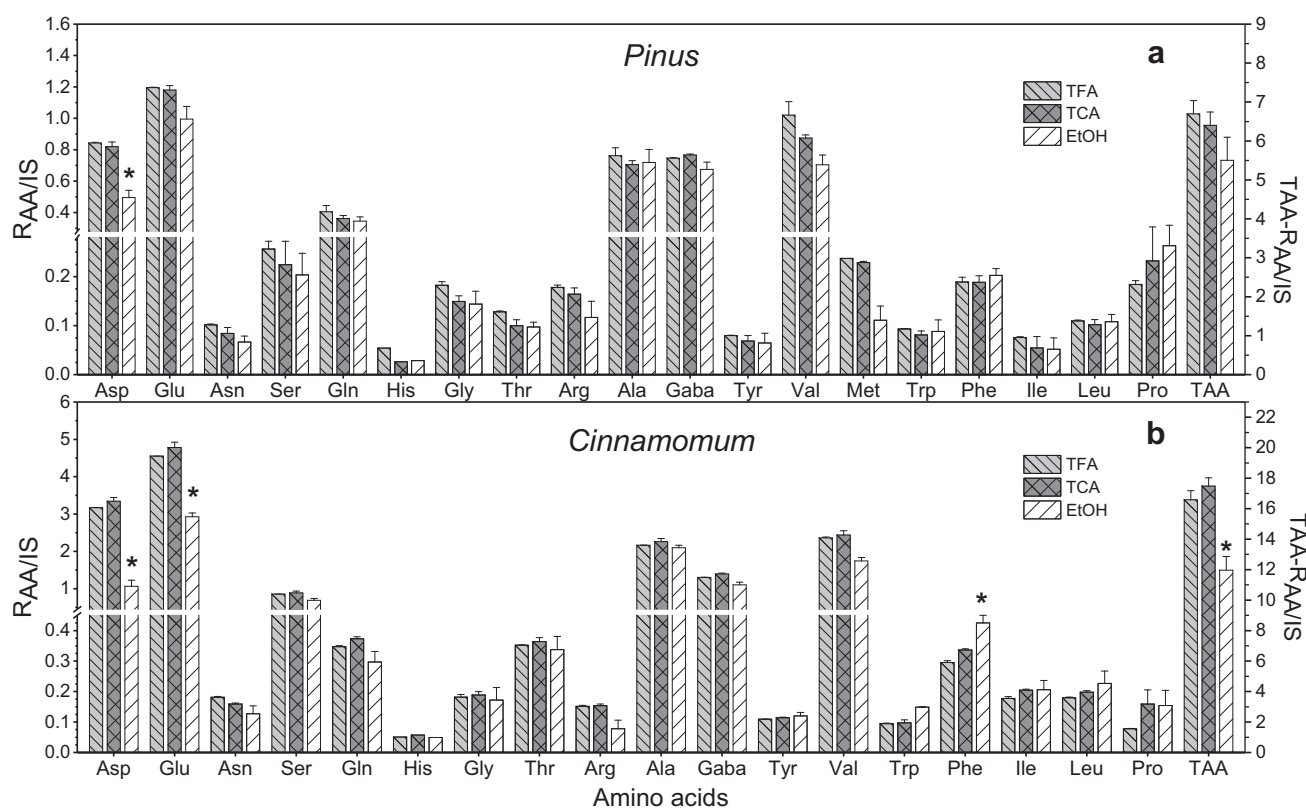 Pinus
a
TFA
TCA
EtOH
RAA/IS
TAA-RAA/IS
1.6
1.4
1.2
1.0
0.8
0.6
0.4
0.2
0.1
0.0
9
8
7
6
5
4
3
2
1
0
*
Asp Glu Asn Ser Gln His Gly Thr Arg Ala Gaba Tyr Val Met Trp Phe Ile Leu Pro TAA
Cinnamomum
b
TFA
TCA
EtOH
RAA/IS
TAA-RAA/IS
6
5
4
3
2
1
0.4
0.3
0.2
0.1
0.0
22
20
18
16
14
12
10
8
6
4
2
0
* * * *
Asp Glu Asn Ser Gln His Gly Thr Arg Ala Gaba Tyr Val Trp Phe Ile Leu Pro TAA
Amino acids